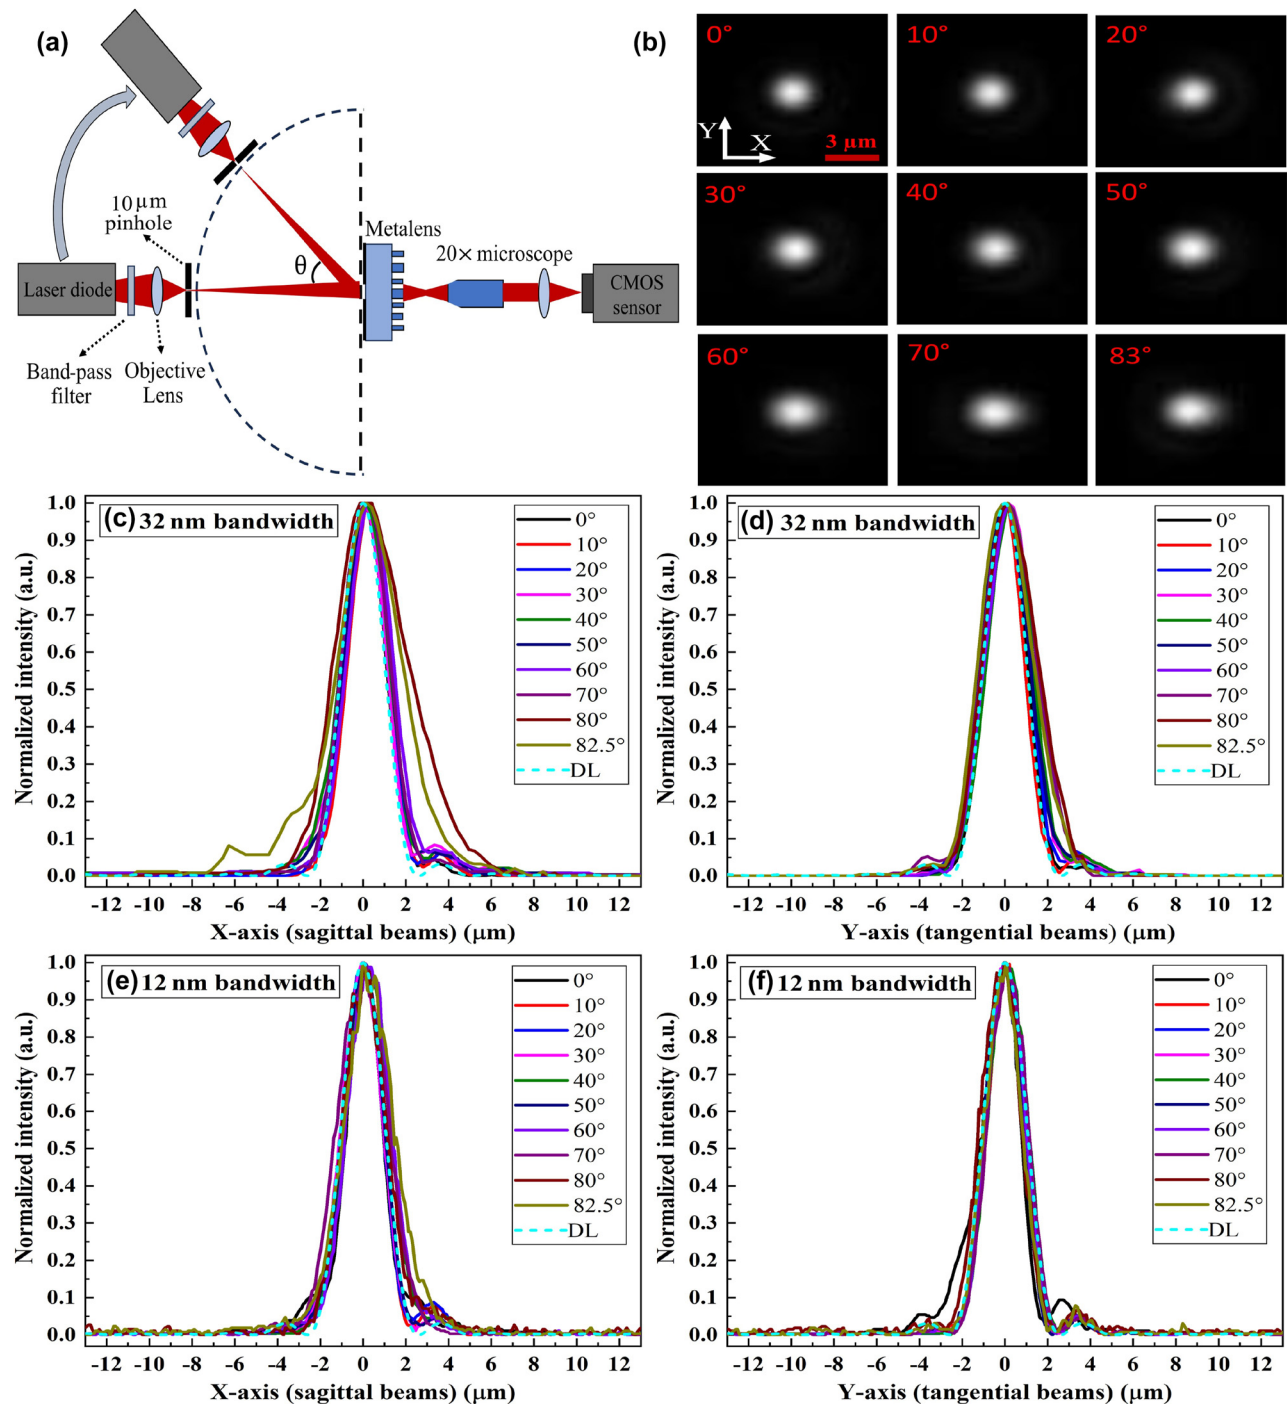 (a)
10 μm
pinhole
Metalens
20× microscope
θ
Laser diode
CMOS
sensor
Band-pass
filter
Objective
Lens
(b)
0°
10°
20°
Y
X
3 μm
30°
40°
50°
60°
70°
83°
(c) 32 nm bandwidth
Normalized intensity (a.u.)
1.0
0.9
0.8
0.7
0.6
0.5
0.4
0.3
0.2
0.1
0.0
0°
10°
20°
30°
40°
50°
60°
70°
80°
82.5°
DL
-12 -10 -8 -6 -4 -2 0 2 4 6 8 10 12
X-axis (sagittal beams) (μm)
(d) 32 nm bandwidth
Normalized intensity (a.u.)
1.0
0.9
0.8
0.7
0.6
0.5
0.4
0.3
0.2
0.1
0.0
0°
10°
20°
30°
40°
50°
60°
70°
80°
82.5°
DL
-12 -10 -8 -6 -4 -2 0 2 4 6 8 10 12
Y-axis (tangential beams) (μm)
(e) 12 nm bandwidth
Normalized intensity (a.u.)
1.0
0.9
0.8
0.7
0.6
0.5
0.4
0.3
0.2
0.1
0.0
0°
10°
20°
30°
40°
50°
60°
70°
80°
82.5°
DL
-12 -10 -8 -6 -4 -2 0 2 4 6 8 10 12
X-axis (sagittal beams) (μm)
(f) 12 nm bandwidth
Normalized intensity (a.u.)
1.0
0.9
0.8
0.7
0.6
0.5
0.4
0.3
0.2
0.1
0.0
0°
10°
20°
30°
40°
50°
60°
70°
80°
82.5°
DL
-12 -10 -8 -6 -4 -2 0 2 4 6 8 10 12
Y-axis (tangential beams) (μm)